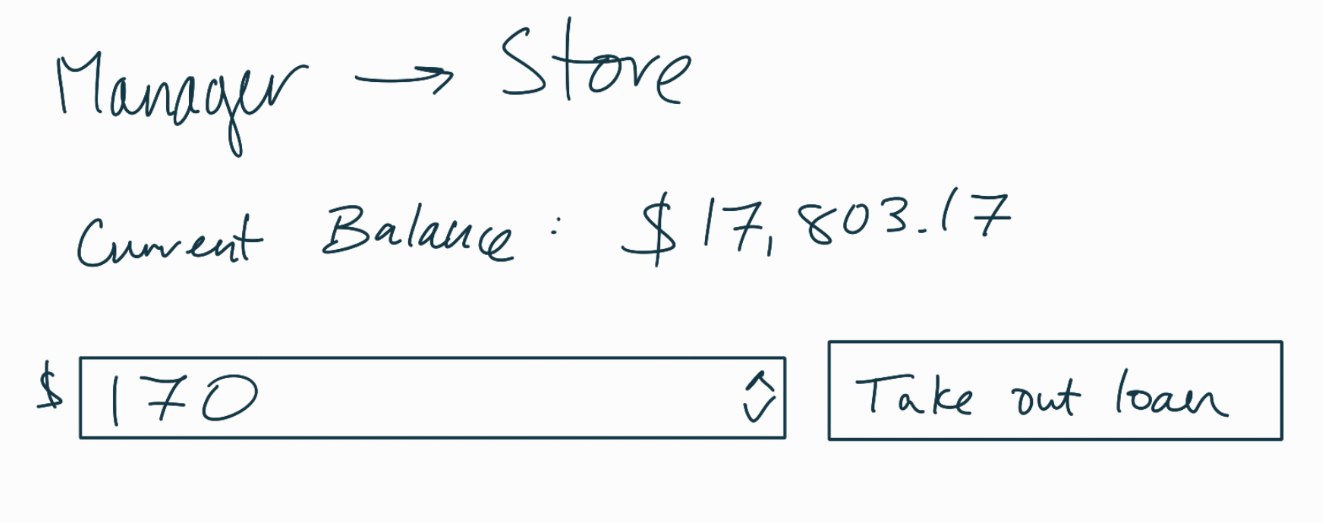 Manager → Store
Current Balance: $17,803.17
$ 170 Take out loan